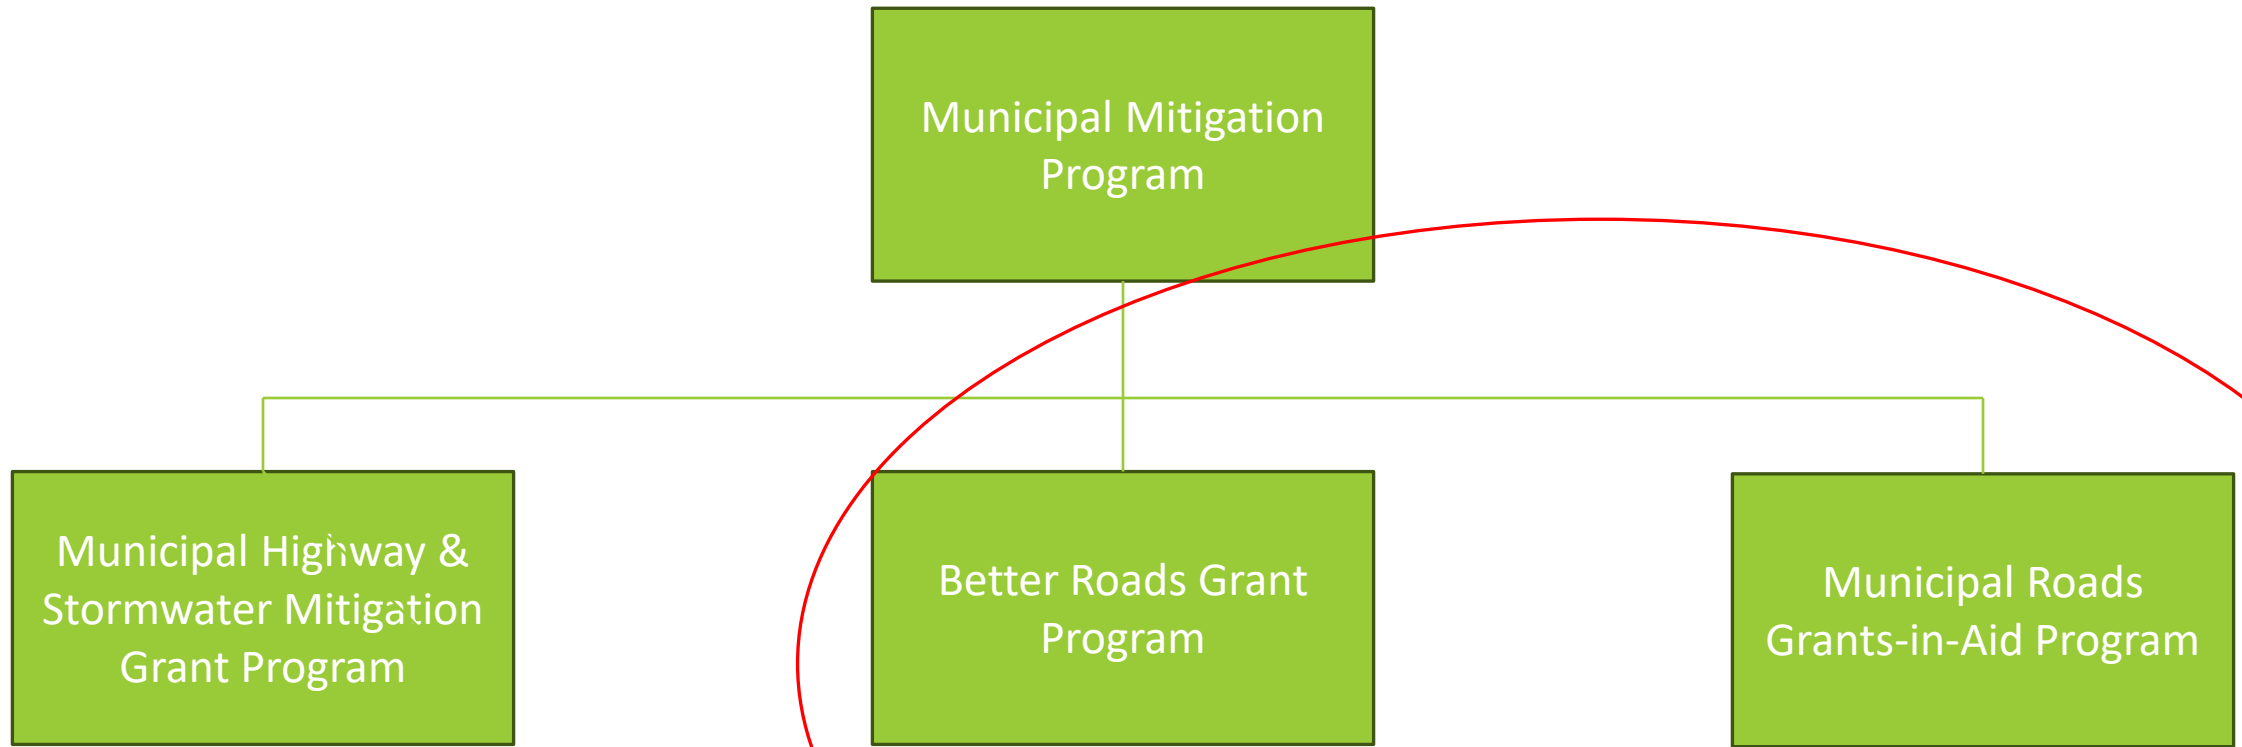 Municipal Mitigation
Program
Municipal Highway &
Stormwater Mitigation
Grant Program
Better Roads Grant
Program
Municipal Roads
Grants-in-Aid Program